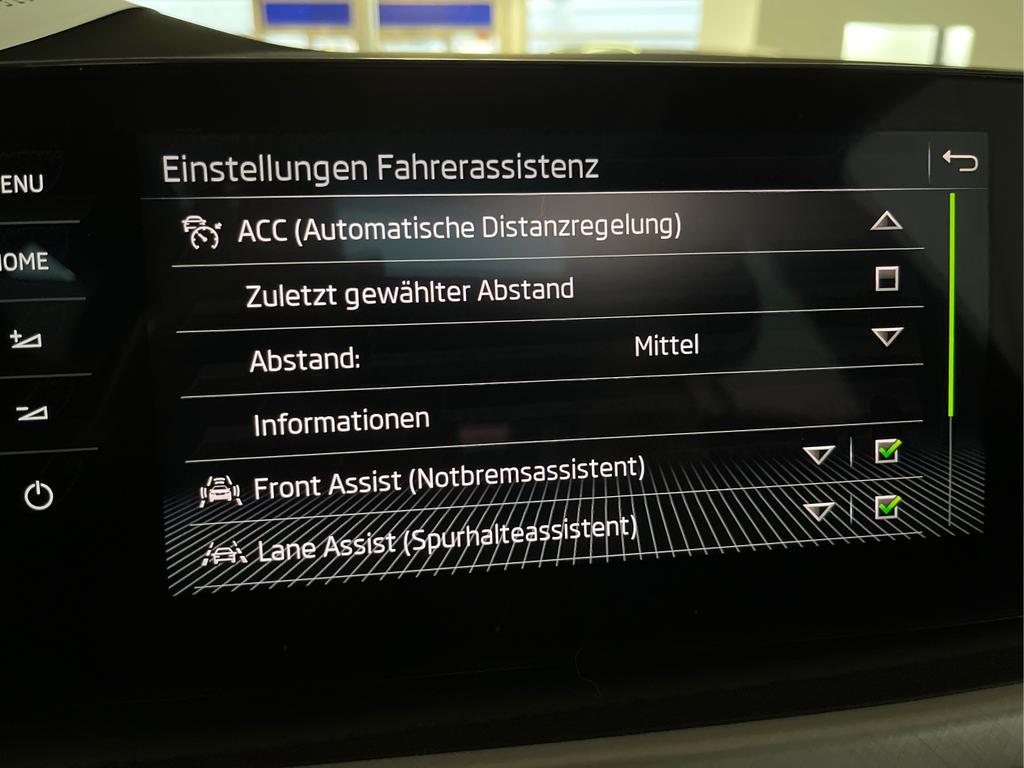 Einstellungen Fahrerassistenz
ENU
ACC (Automatische Distanzregelung)
OME
Zuletzt gewählter Abstand
Abstand: Mittel
Informationen
Front Assist (Notbremsassistent)
Lane Assist (Spurhalteassistent)